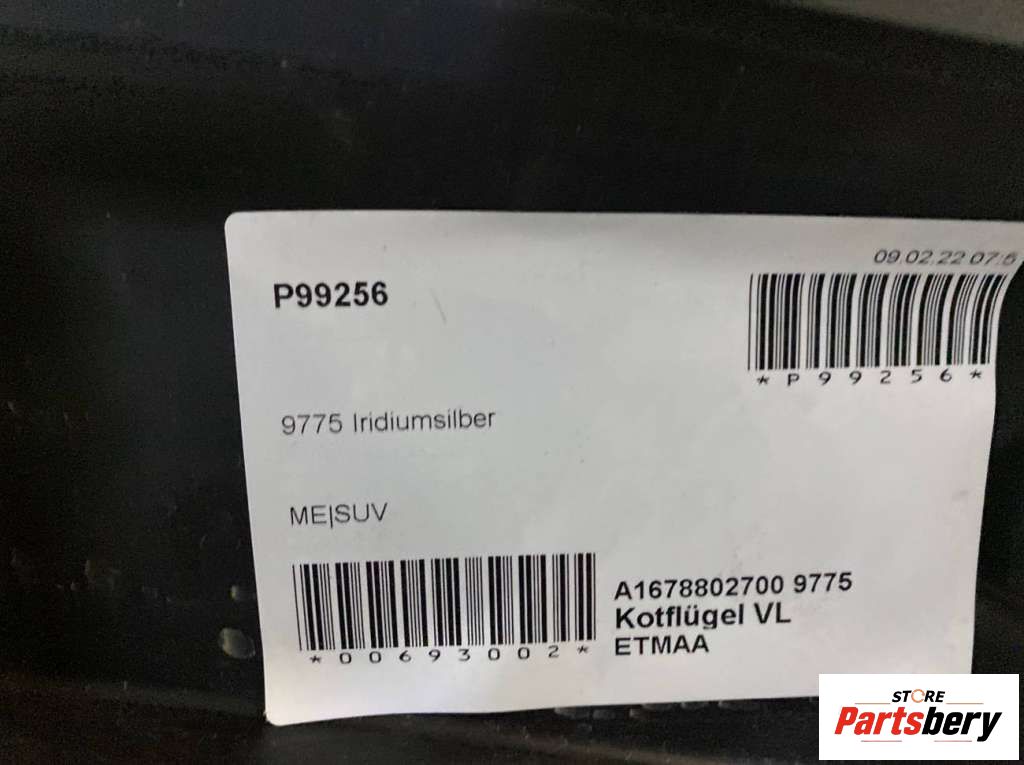 09.02.22 07:5
P99256
*P99256*
9775 Iridiumsilber
ME|SUV
*00693002*
A1678802700 9775
Kotflügel VL
ETMAA
STORE
Partsbery